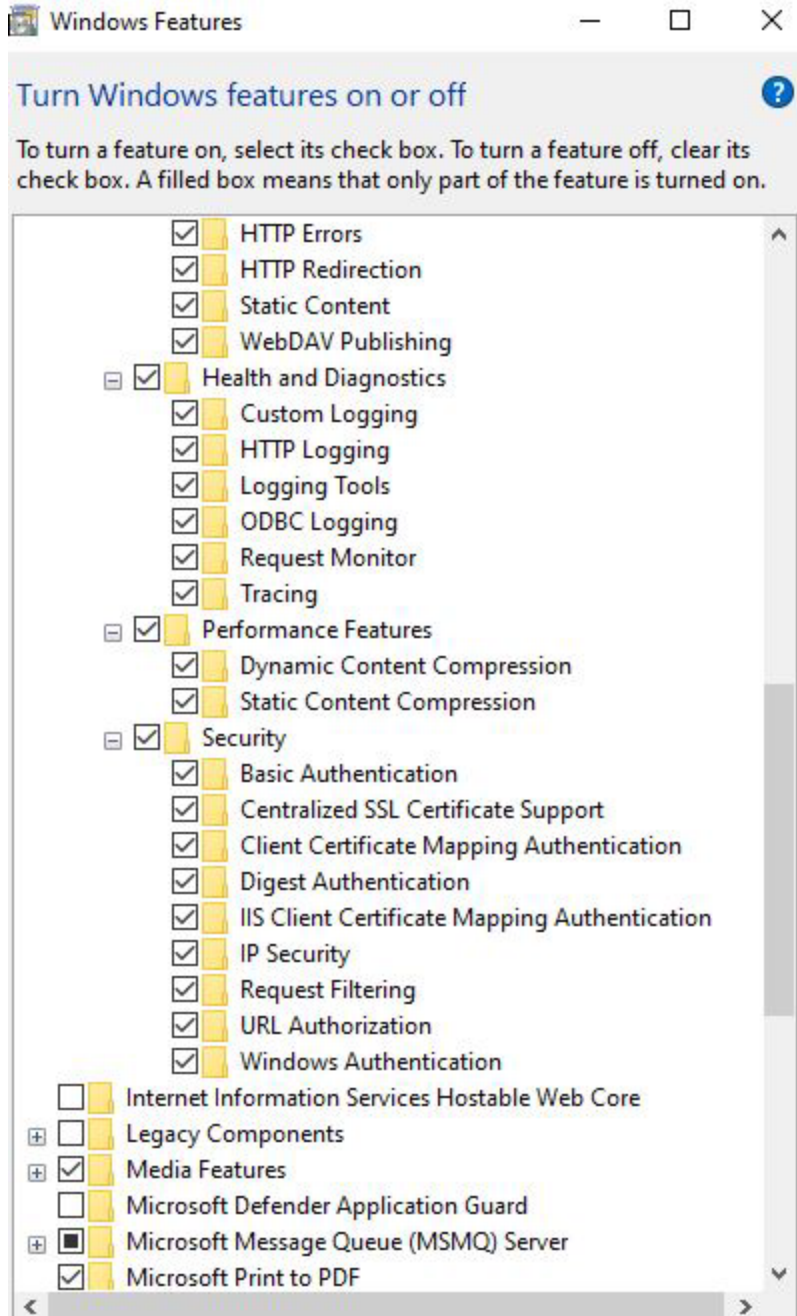 Windows Features
Turn Windows features on or off
?
To turn a feature on, select its check box. To turn a feature off, clear its
check box. A filled box means that only part of the feature is turned on.
HTTP Errors
HTTP Redirection
Static Content
WebDAV Publishing
Health and Diagnostics
Custom Logging
HTTP Logging
Logging Tools
ODBC Logging
Request Monitor
Tracing
Performance Features
Dynamic Content Compression
Static Content Compression
Security
Basic Authentication
Centralized SSL Certificate Support
Client Certificate Mapping Authentication
Digest Authentication
IIS Client Certificate Mapping Authentication
IP Security
Request Filtering
URL Authorization
Windows Authentication
Internet Information Services Hostable Web Core
Legacy Components
Media Features
Microsoft Defender Application Guard
Microsoft Message Queue (MSMQ) Server
Microsoft Print to PDF